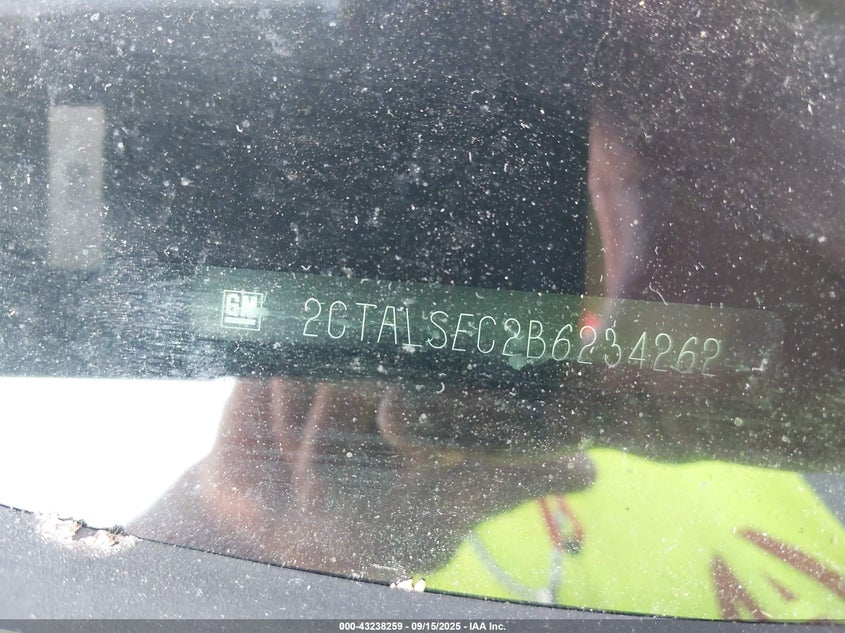 GM 2CTALSEC2B6234262
000-43238259 - 09/15/2025 - IAA Inc.